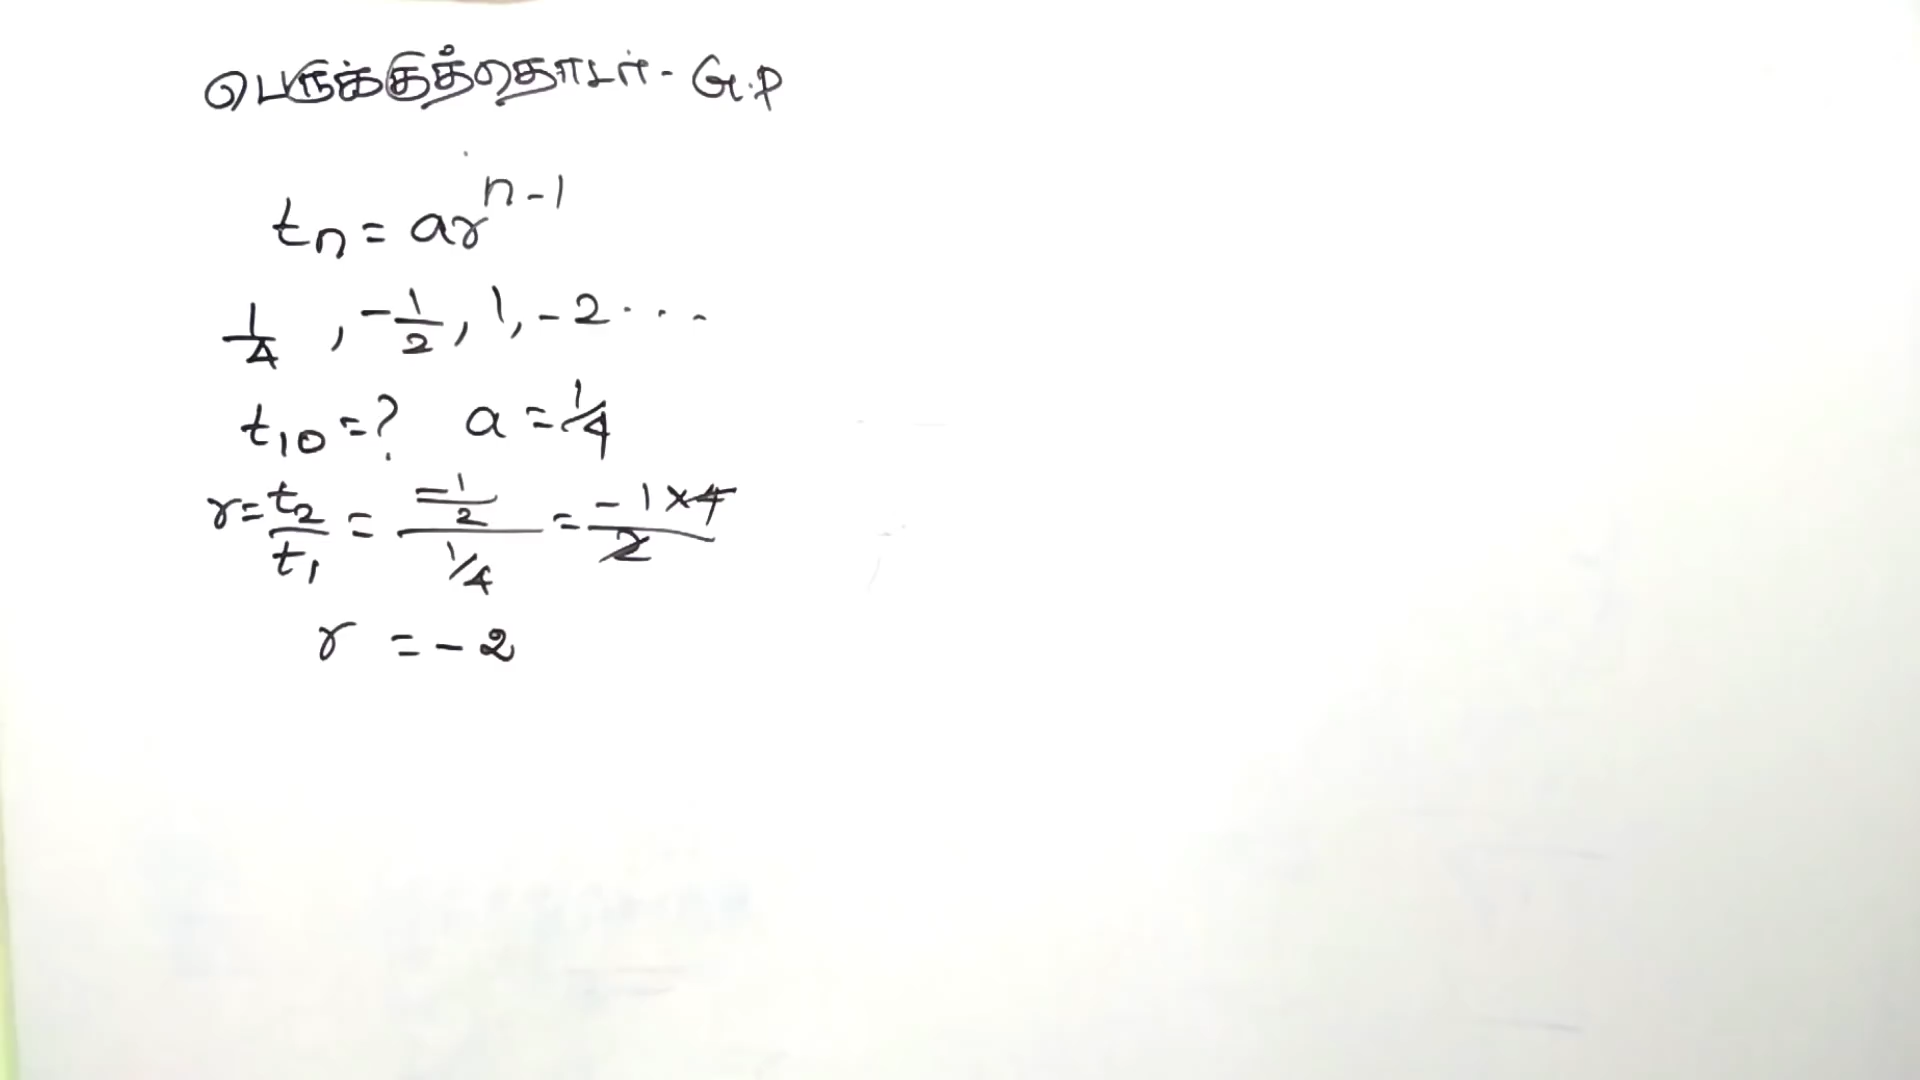 பெருக்குத்தொடர் - G.P
tn = ar^n-1
1/4, -1/2, 1, -2 ...
t10 = ? a = 1/4
r = t2/t1 = (-1/2)/(1/4) = (-1×4)/2
r = -2